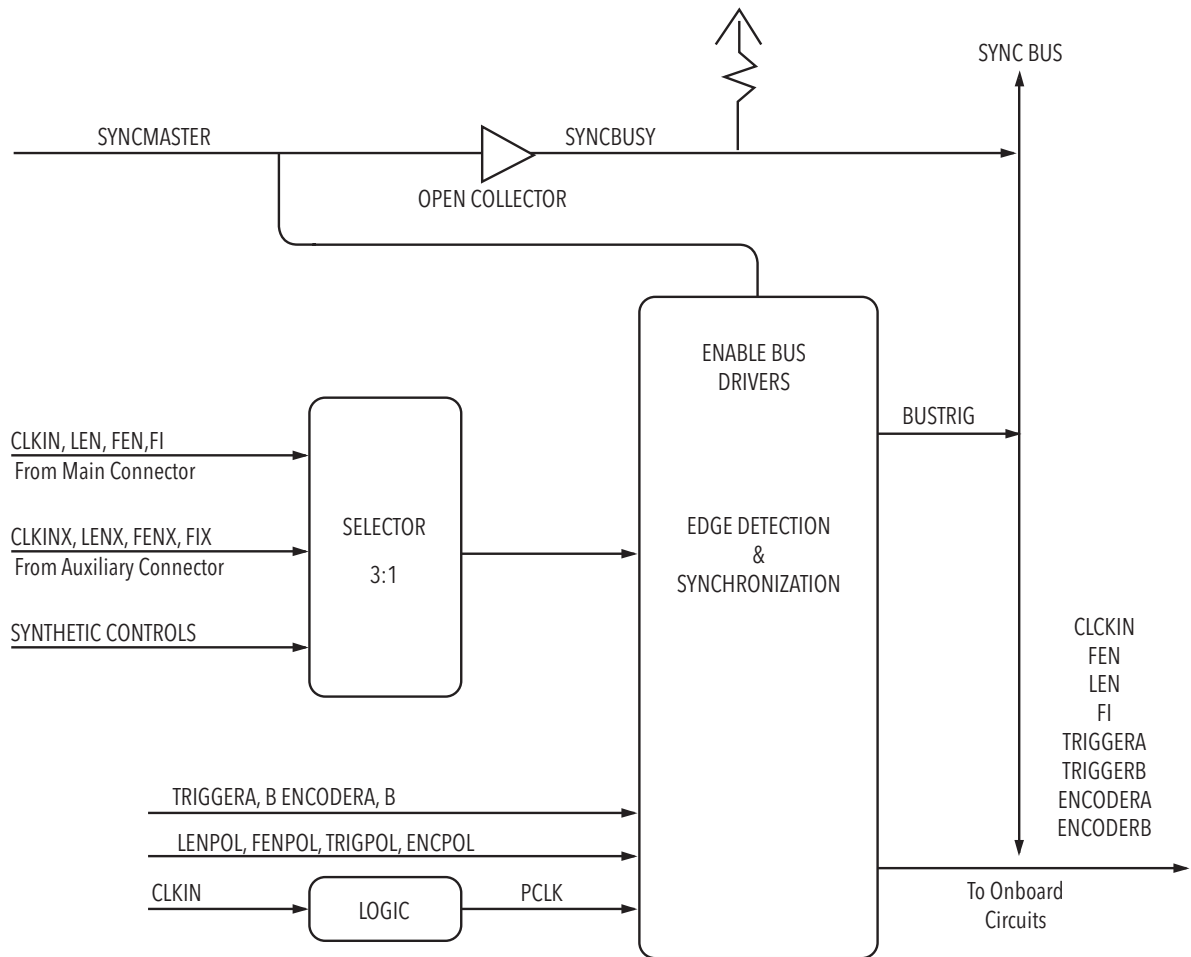 SYNC BUS
SYNCMASTER
SYNCBUSY
OPEN COLLECTOR
ENABLE BUS
DRIVERS
BUSTRIG
CLKIN, LEN, FEN,FI
From Main Connector
SELECTOR
3:1
CLKINX, LENX, FENX, FIX
From Auxiliary Connector
EDGE DETECTION
&
SYNCHRONIZATION
SYNTHETIC CONTROLS
CLCKIN
FEN
LEN
FI
TRIGGERA
TRIGGERB
ENCODERA
ENCODERB
TRIGGERA, B ENCODERA, B
LENPOL, FENPOL, TRIGPOL, ENCPOL
CLKIN
LOGIC
PCLK
To Onboard
Circuits